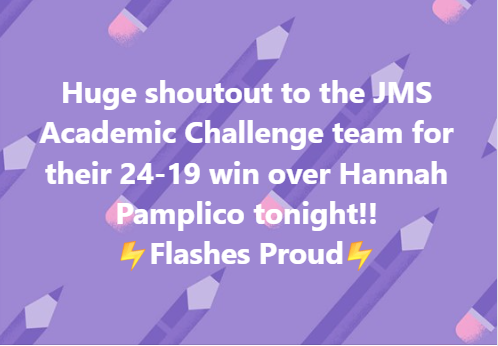 Huge shoutout to the JMS
Academic Challenge team for
their 24-19 win over Hannah
Pamplico tonight!!
⚡Flashes Proud⚡